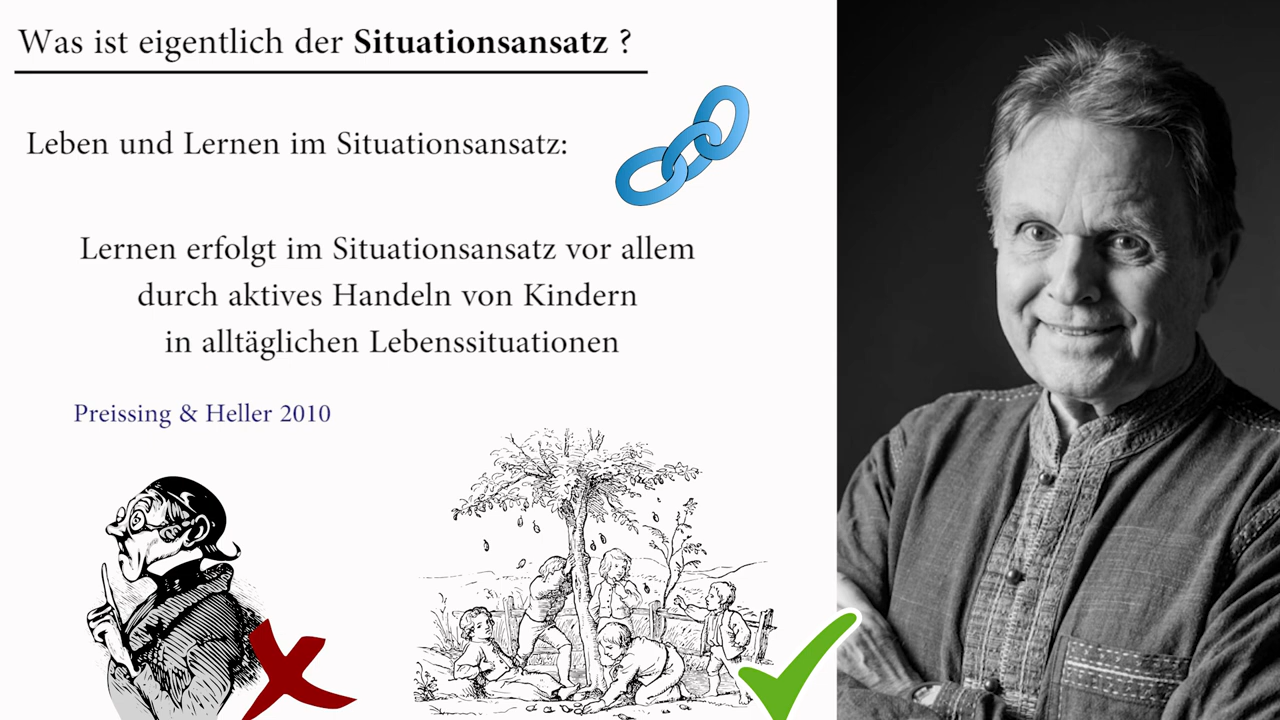 Was ist eigentlich der Situationsansatz ?
Leben und Lernen im Situationsansatz:
Lernen erfolgt im Situationsansatz vor allem
durch aktives Handeln von Kindern
in alltäglichen Lebenssituationen
Preissing & Heller 2010